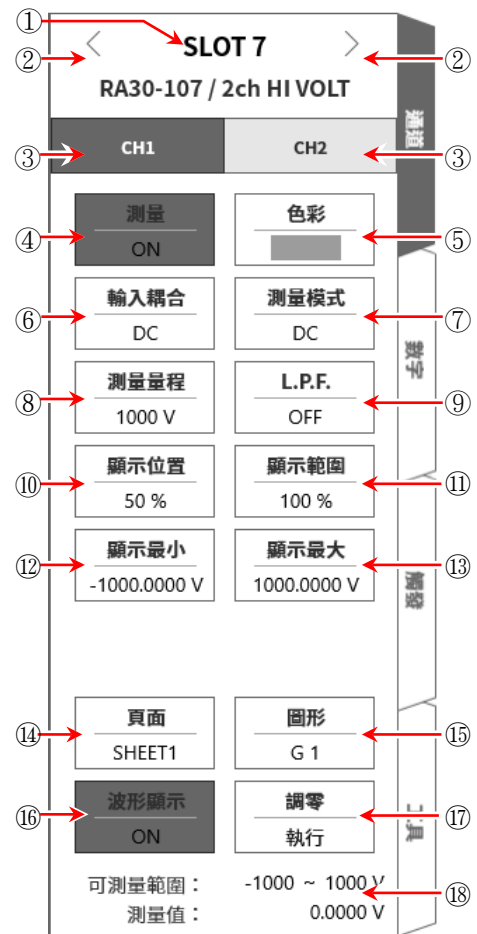 ①
② < SLOT 7 > ②
RA30-107 / 2ch HI VOLT
通道
③ CH1 CH2 ③
測量 色彩
④ ON ⑤
輸入耦合 測量模式
⑥ DC DC ⑦
數字
測量量程 L.P.F.
⑧ 1000 V OFF ⑨
顯示位置 顯示範圍
⑩ 50 % 100 % ⑪
顯示最小 顯示最大
⑫ -1000.0000 V 1000.0000 V ⑬
觸發
頁面 圖形
⑭ SHEET1 G 1 ⑮
波形顯示 調零
⑯ ON 執行 ⑰
工具
可測量範圍： -1000 ~ 1000 V
測量值： 0.0000 V ⑱